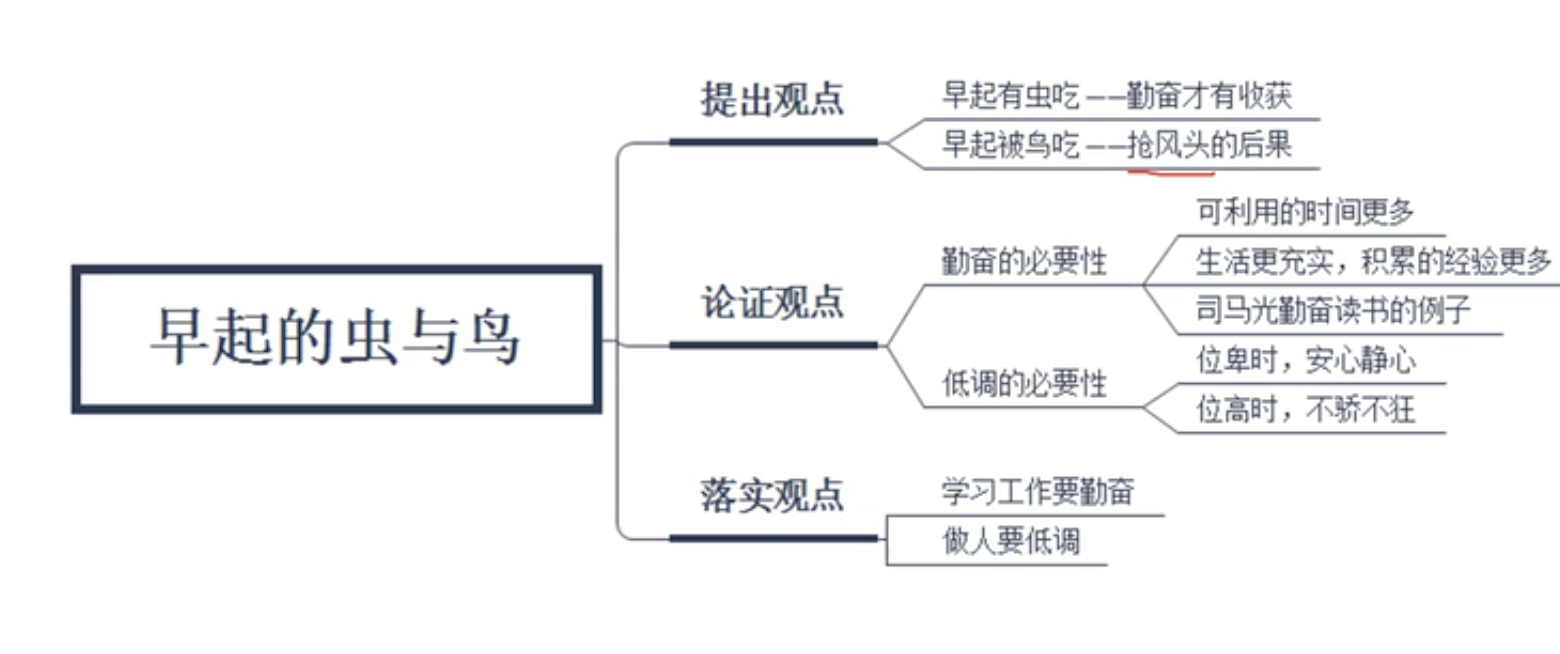 早起的虫与鸟
提出观点
早起有虫吃——勤奋才有收获
早起被鸟吃——抢风头的后果
论证观点
勤奋的必要性
可利用的时间更多
生活更充实，积累的经验更多
司马光勤奋读书的例子
低调的必要性
位卑时，安心静心
位高时，不骄不狂
落实观点
学习工作要勤奋
做人要低调